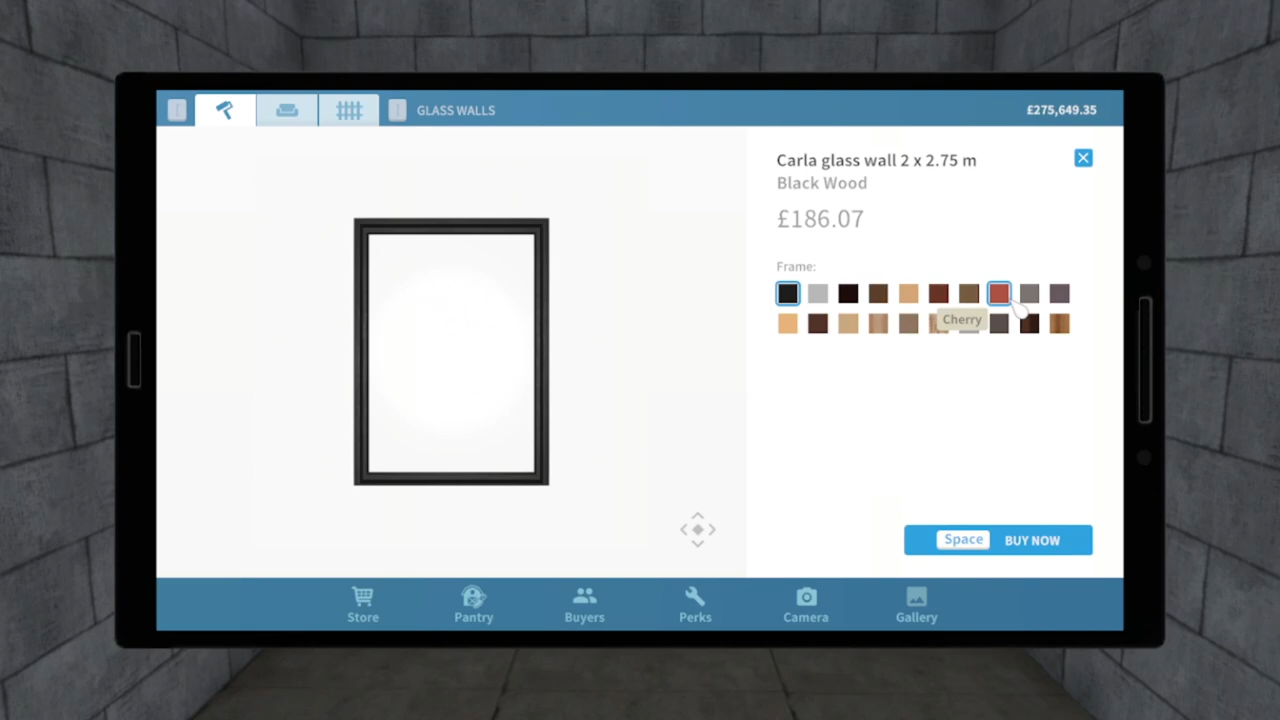 GLASS WALLS
£275,649.35
Carla glass wall 2 x 2.75 m
Black Wood
£186.07
Frame:
Cherry
Space BUY NOW
Store
Pantry
Buyers
Perks
Camera
Gallery